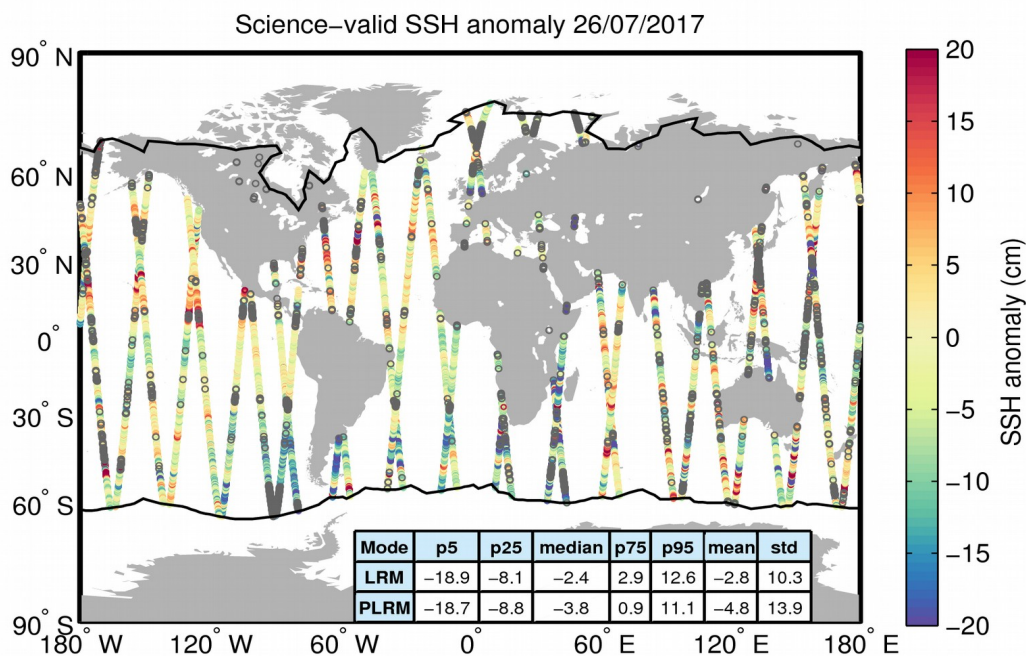 Science−valid SSH anomaly 26/07/2017
90° N
60° N
30° N
0°
30° S
60° S
90° S
180° W
120° W
60° W
0°
60° E
120° E
180° E
Mode p5 p25 median p75 p95 mean std
LRM −18.9 −8.1 −2.4 2.9 12.6 −2.8 10.3
PLRM −18.7 −8.8 −3.8 0.9 11.1 −4.8 13.9
20
15
10
5
0
−5
−10
−15
−20
SSH anomaly (cm)